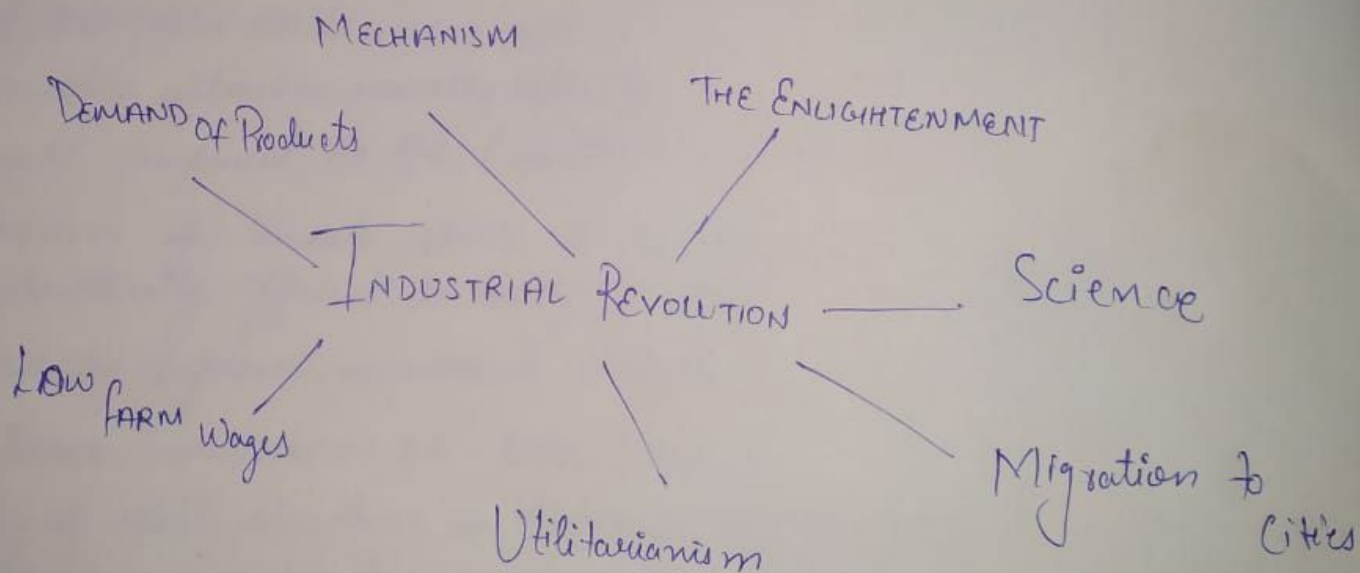 MECHANISM
DEMAND Of Products
THE ENLIGHTENMENT
INDUSTRIAL REVOLUTION
Science
Low FARM Wages
Migration to
Cities
Utilitarianism